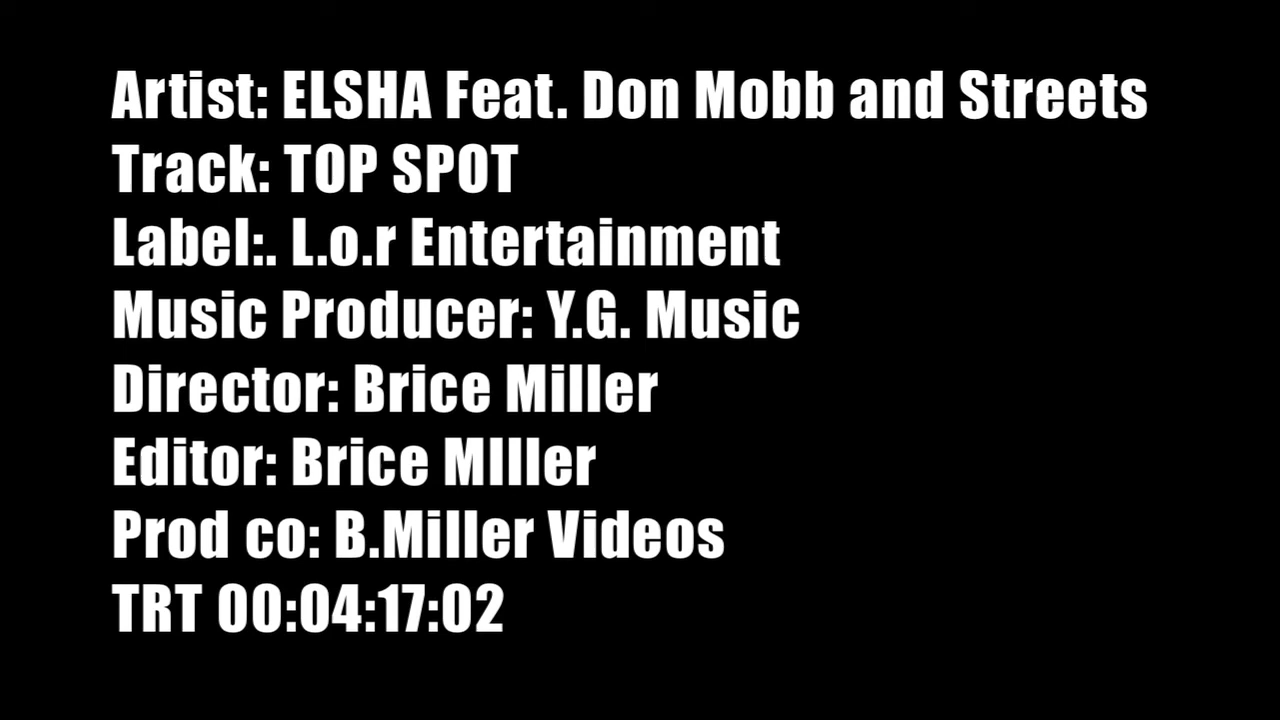 Artist: ELSHA Feat. Don Mobb and Streets
Track: TOP SPOT
Label:. L.o.r Entertainment
Music Producer: Y.G. Music
Director: Brice Miller
Editor: Brice MIller
Prod co: B.Miller Videos
TRT 00:04:17:02